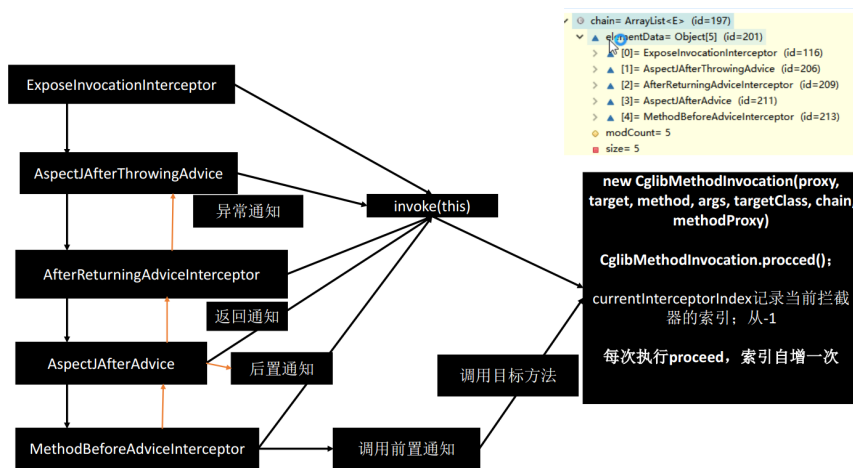 chain= ArrayList<E> (id=197)
elementData= Object[5] (id=201)
[0]= ExposeInvocationInterceptor (id=116)
[1]= AspectJAfterThrowingAdvice (id=206)
[2]= AfterReturningAdviceInterceptor (id=209)
[3]= AspectJAfterAdvice (id=211)
[4]= MethodBeforeAdviceInterceptor (id=213)
modCount= 5
size= 5
ExposeInvocationInterceptor
AspectJAfterThrowingAdvice
异常通知
invoke(this)
AfterReturningAdviceInterceptor
返回通知
AspectJAfterAdvice
后置通知
MethodBeforeAdviceInterceptor
调用前置通知
调用目标方法
new CglibMethodInvocation(proxy,
target, method, args, targetClass, chain,
methodProxy)
CglibMethodInvocation.procced();
currentInterceptorIndex记录当前拦截
器的索引；从-1
每次执行proceed，索引自增一次